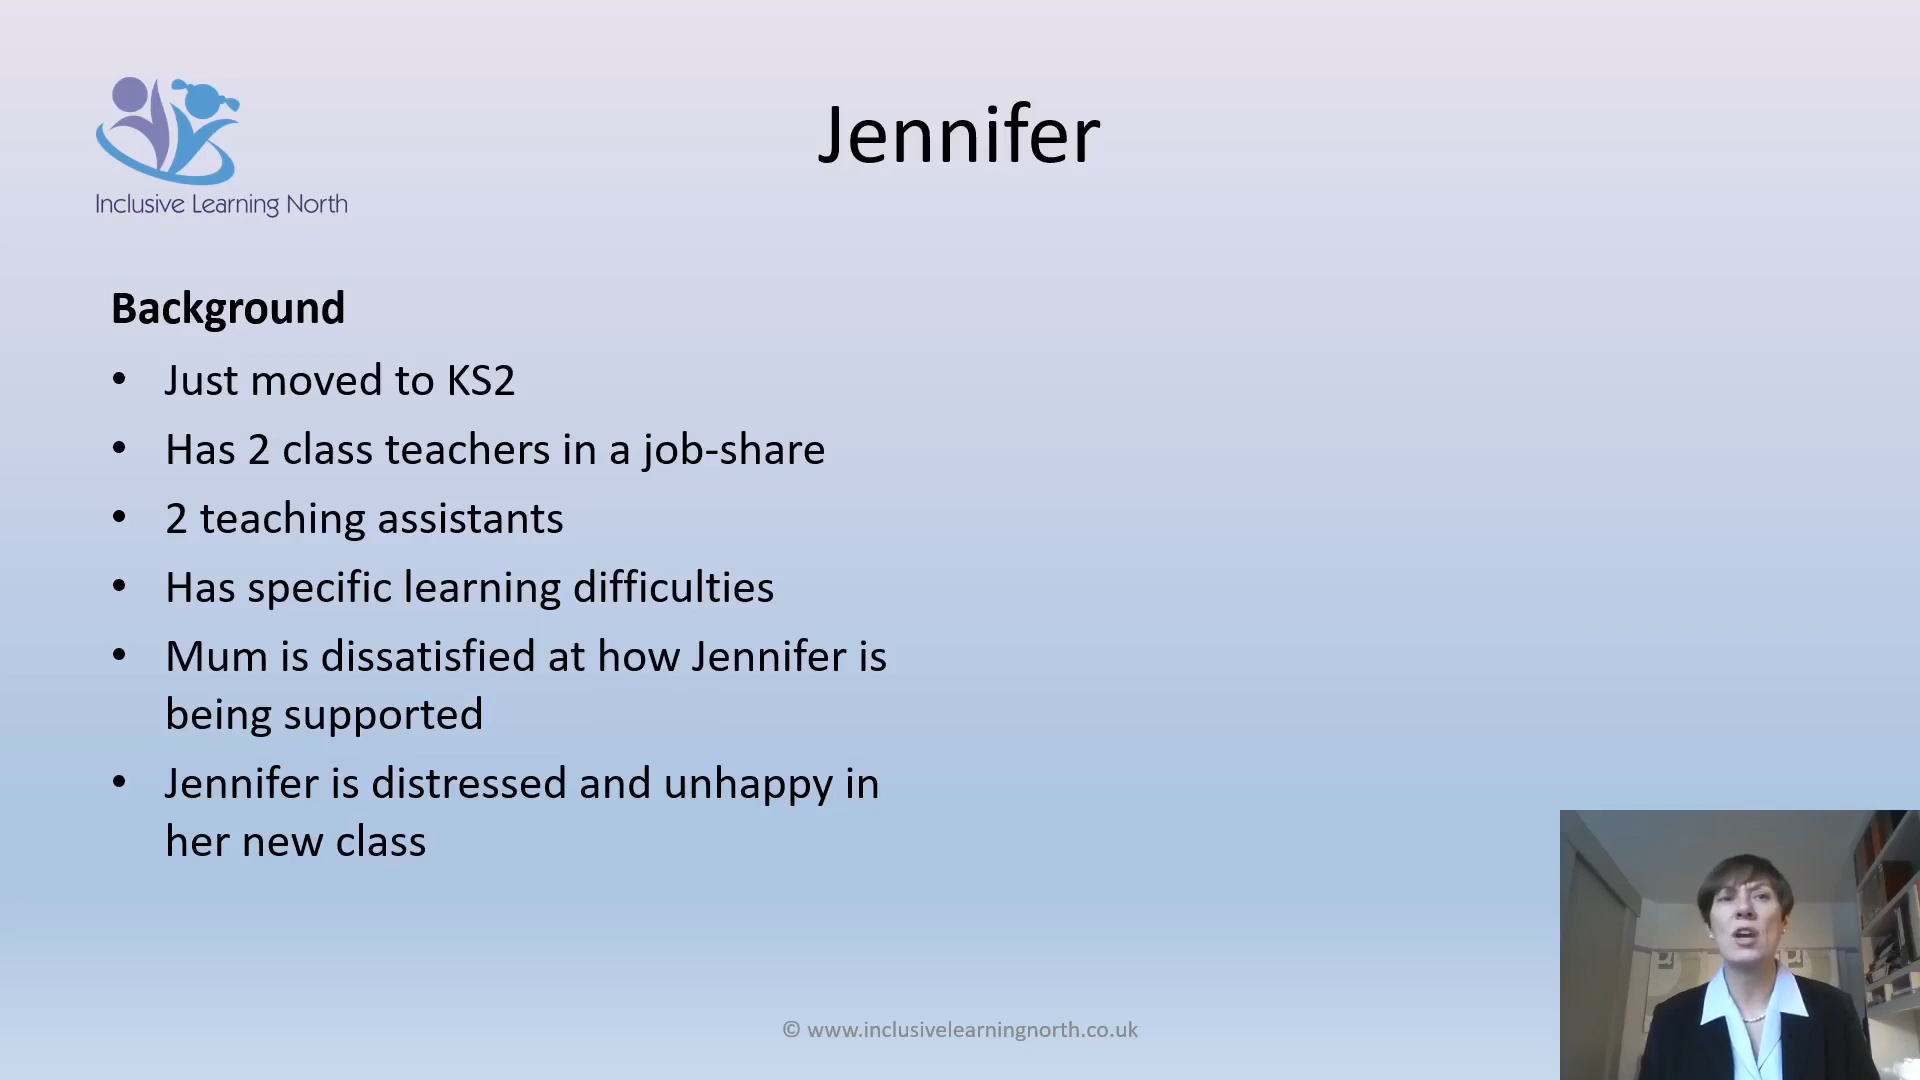 Inclusive Learning North
Jennifer
Background
• Just moved to KS2
• Has 2 class teachers in a job-share
• 2 teaching assistants
• Has specific learning difficulties
• Mum is dissatisfied at how Jennifer is
being supported
• Jennifer is distressed and unhappy in
her new class
© www.inclusivelearningnorth.co.uk